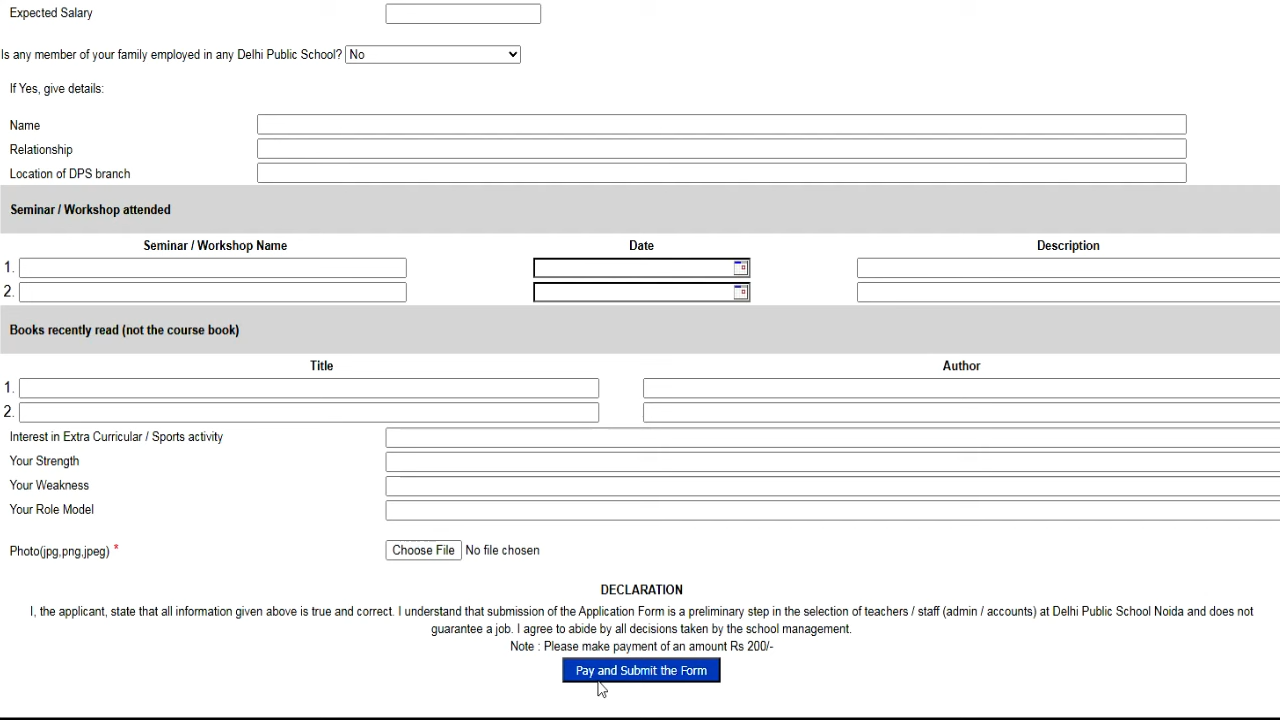 Expected Salary
Is any member of your family employed in any Delhi Public School? No
If Yes, give details:
Name
Relationship
Location of DPS branch
Seminar / Workshop attended
Seminar / Workshop Name Date Description
1.
2.
Books recently read (not the course book)
Title Author
1.
2.
Interest in Extra Curricular / Sports activity
Your Strength
Your Weakness
Your Role Model
Photo(jpg,png,jpeg) * Choose File No file chosen
DECLARATION
I, the applicant, state that all information given above is true and correct. I understand that submission of the Application Form is a preliminary step in the selection of teachers / staff (admin / accounts) at Delhi Public School Noida and does not
guarantee a job. I agree to abide by all decisions taken by the school management.
Note : Please make payment of an amount Rs 200/-
Pay and Submit the Form